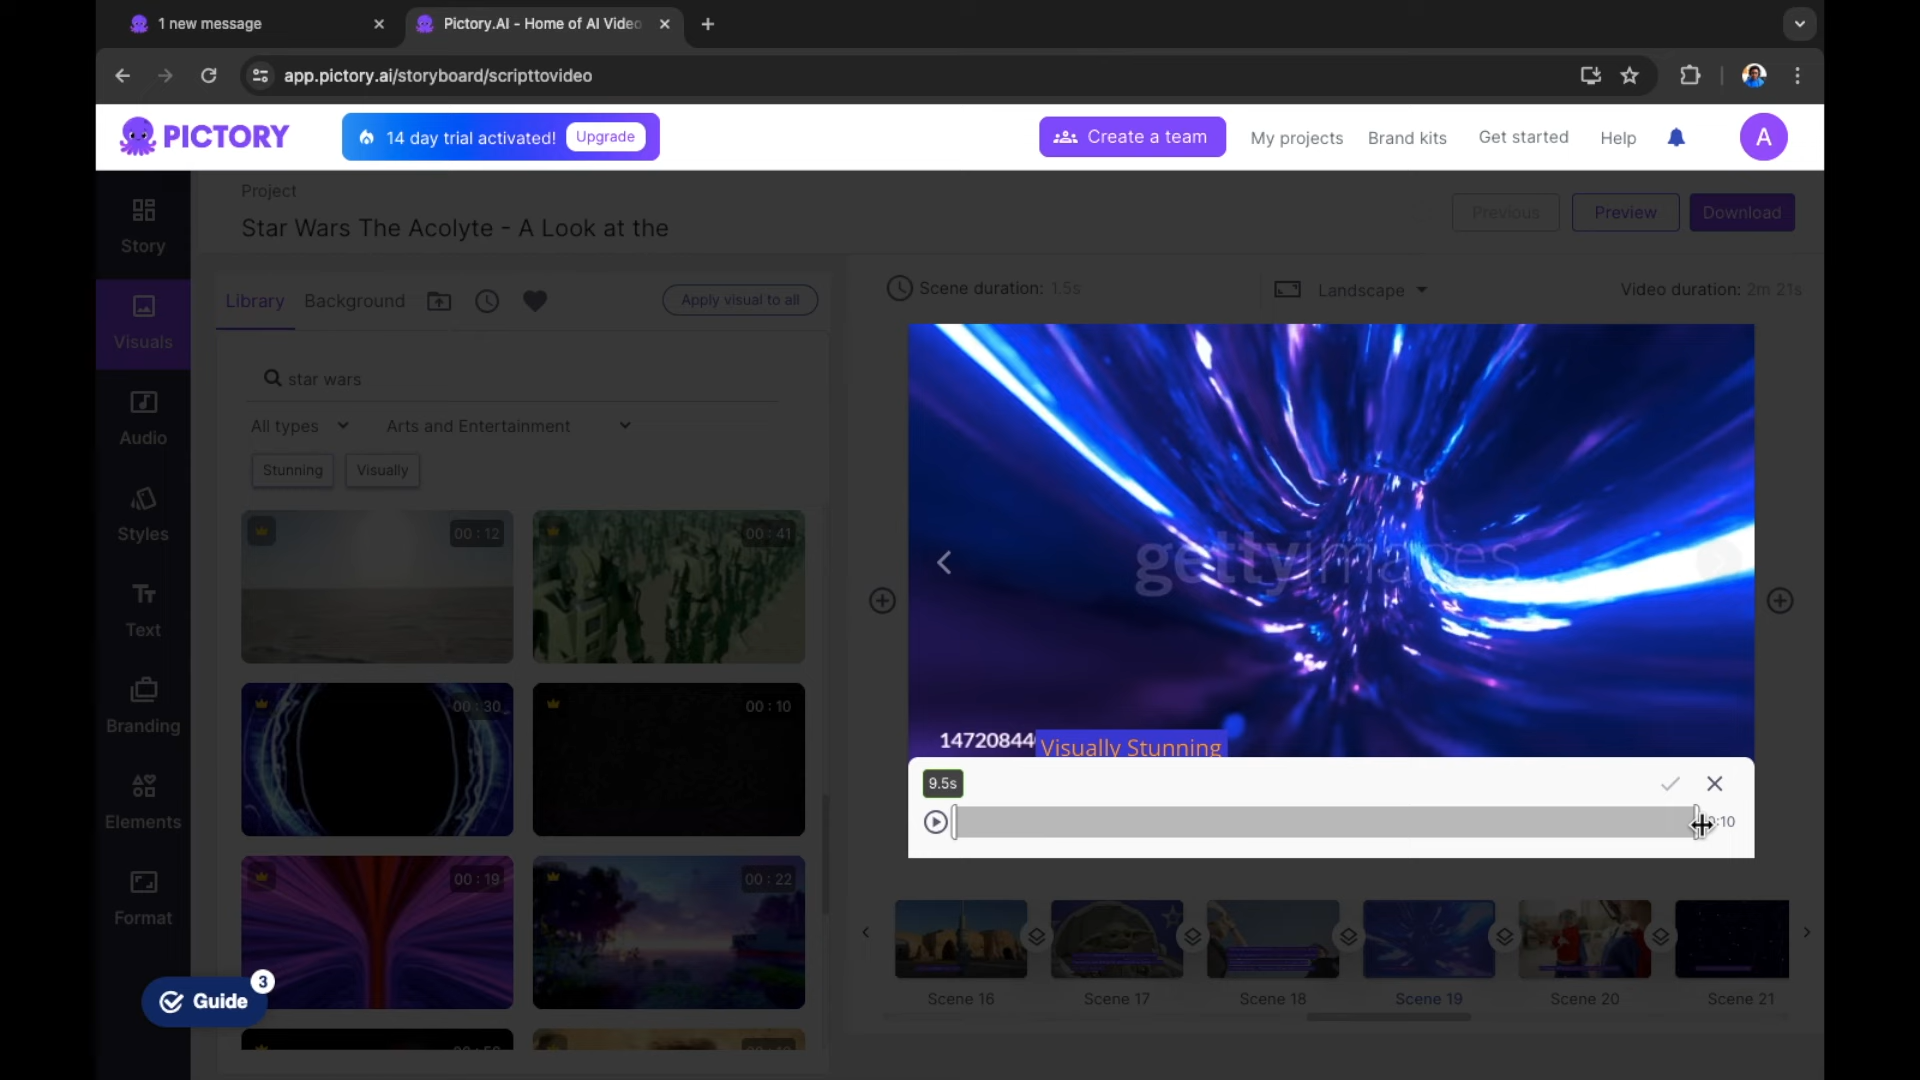 1 new message
Pictory.AI - Home of AI Video
app.pictory.ai/storyboard/scripttovideo
PICTORY
14 day trial activated!
Upgrade
Create a team
My projects
Brand kits
Get started
Help
A
Project
Star Wars The Acolyte - A Look at the
Previous
Preview
Download
Story
Visuals
Audio
Styles
Text
Branding
Elements
Format
Library
Background
Apply visual to all
star wars
All types
Arts and Entertainment
Stunning
Visually
00:12
00:41
00:30
00:10
00:19
00:22
Scene duration: 1.5s
Landscape
Video duration: 2m 21s
gettyimages
14720844
Visually Stunning
9.5s
:10
Scene 16
Scene 17
Scene 18
Scene 19
Scene 20
Scene 21
Guide
3